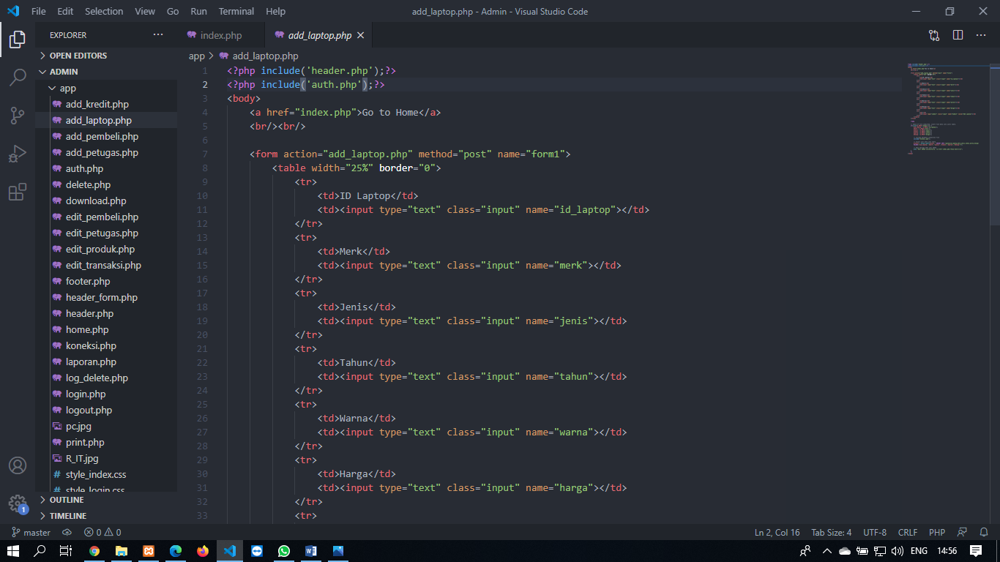 File Edit Selection View Go Run Terminal Help
add_laptop.php - Admin - Visual Studio Code
EXPLORER
OPEN EDITORS
ADMIN
app
add_kredit.php
add_laptop.php
add_pembeli.php
add_petugas.php
auth.php
delete.php
download.php
edit_pembeli.php
edit_petugas.php
edit_produk.php
edit_transaksi.php
footer.php
header_form.php
header.php
home.php
koneksi.php
laporan.php
log_delete.php
login.php
logout.php
pc.jpg
print.php
R_IT.jpg
# style_index.css
# style_login.css
OUTLINE
TIMELINE
index.php
add_laptop.php
app > add_laptop.php
1 <?php include('header.php');?>
2 <?php include('auth.php');?>
3 <body>
4 <a href="index.php">Go to Home</a>
5 <br/><br/>
6
7 <form action="add_laptop.php" method="post" name="form1">
8 <table width="25%" border="0">
9 <tr>
10 <td>ID Laptop</td>
11 <td><input type="text" class="input" name="id_laptop"></td>
12 </tr>
13 <tr>
14 <td>Merk</td>
15 <td><input type="text" class="input" name="merk"></td>
16 </tr>
17 <tr>
18 <td>Jenis</td>
19 <td><input type="text" class="input" name="jenis"></td>
20 </tr>
21 <tr>
22 <td>Tahun</td>
23 <td><input type="text" class="input" name="tahun"></td>
24 </tr>
25 <tr>
26 <td>Warna</td>
27 <td><input type="text" class="input" name="warna"></td>
28 </tr>
29 <tr>
30 <td>Harga</td>
31 <td><input type="text" class="input" name="harga"></td>
32 </tr>
33 <tr>
1
master
0 0
Ln 2, Col 16 Tab Size: 4 UTF-8 CRLF PHP
ENG 14:56